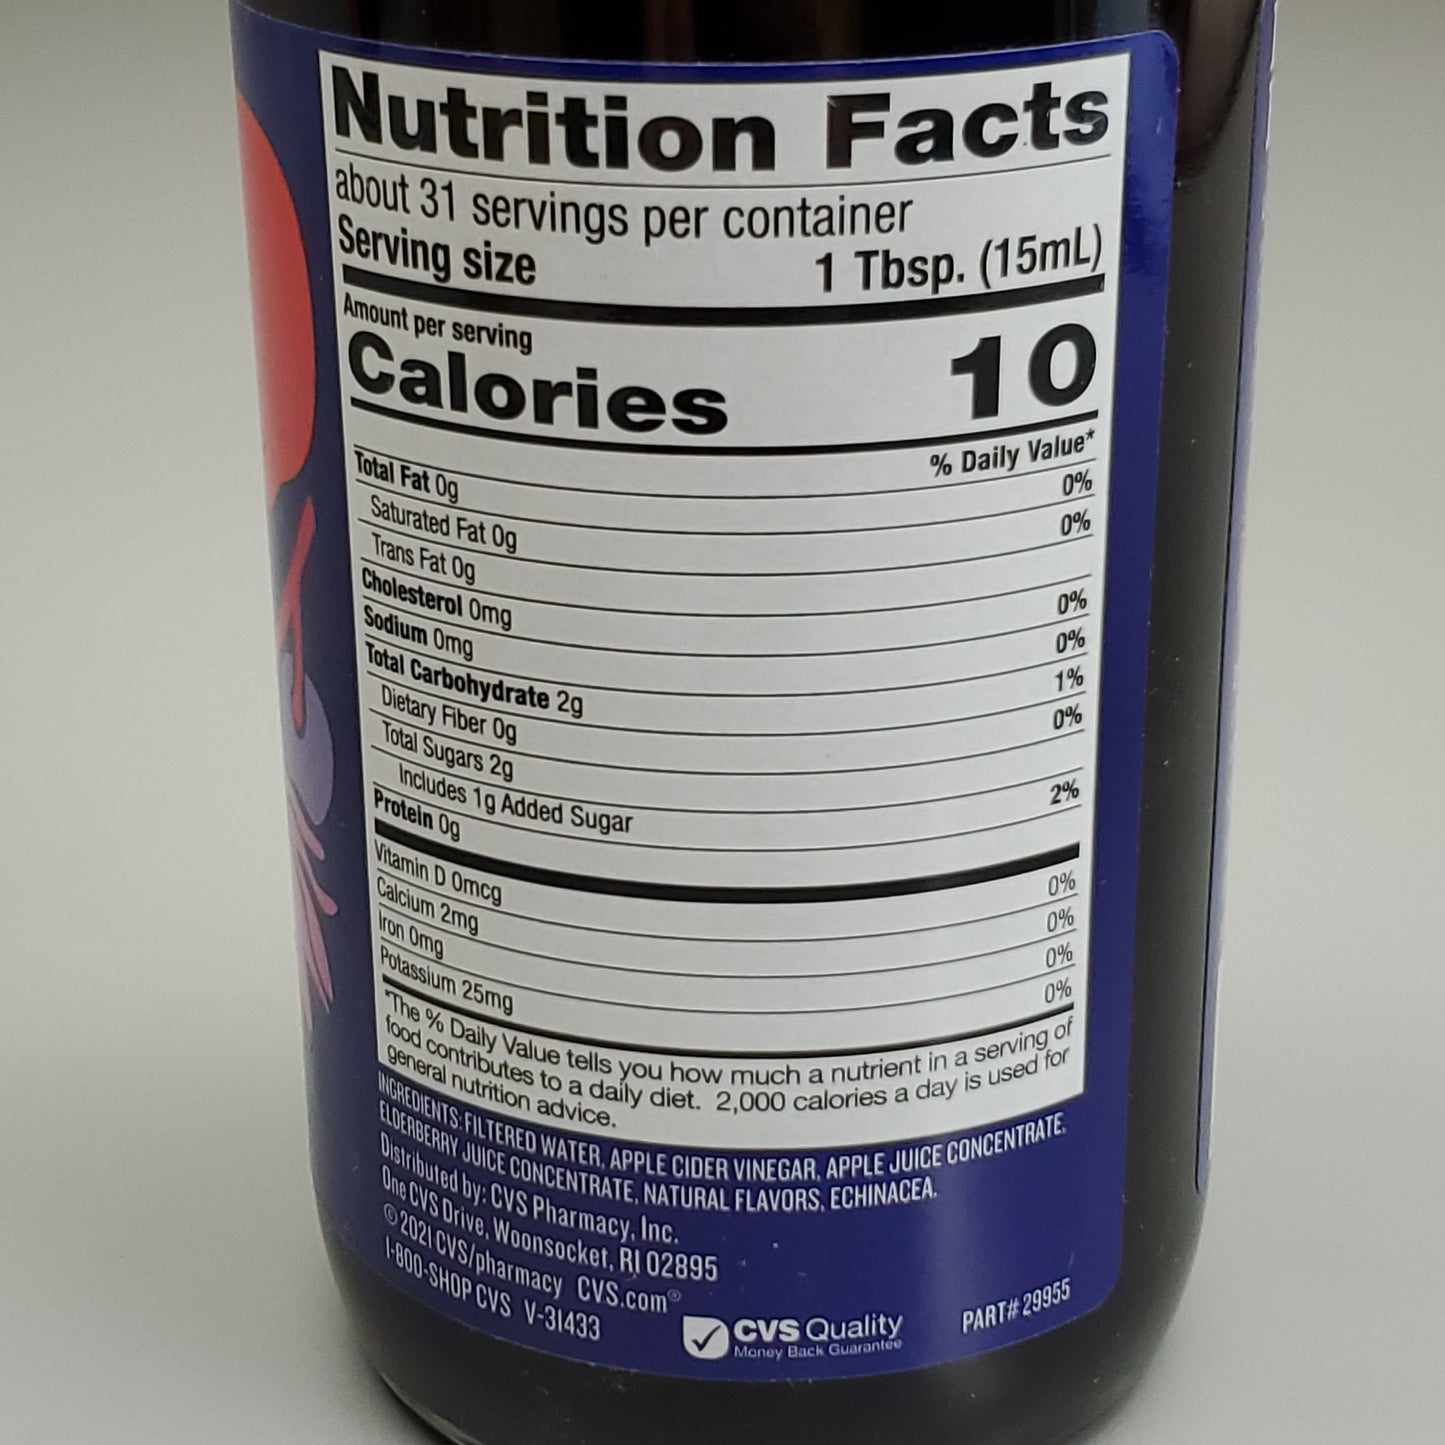 Nutrition Facts
about 31 servings per container
Serving size 1 Tbsp. (15mL)
Amount per serving
Calories 10
% Daily Value*
Total Fat 0g 0%
Saturated Fat 0g 0%
Trans Fat 0g
Cholesterol 0mg 0%
Sodium 0mg 0%
Total Carbohydrate 2g 1%
Dietary Fiber 0g 0%
Total Sugars 2g
Includes 1g Added Sugar 2%
Protein 0g
Vitamin D 0mcg 0%
Calcium 2mg 0%
Iron 0mg 0%
Potassium 25mg 0%
*The % Daily Value tells you how much a nutrient in a serving of
food contributes to a daily diet. 2,000 calories a day is used for
general nutrition advice.
INGREDIENTS: FILTERED WATER, APPLE CIDER VINEGAR, APPLE JUICE CONCENTRATE,
ELDERBERRY JUICE CONCENTRATE, NATURAL FLAVORS, ECHINACEA.
Distributed by: CVS Pharmacy, Inc.
One CVS Drive, Woonsocket, RI 02895
© 2021 CVS/pharmacy CVS.com®
1-800-SHOP CVS V-31433
CVS Quality
Money Back Guarantee
PART# 29955